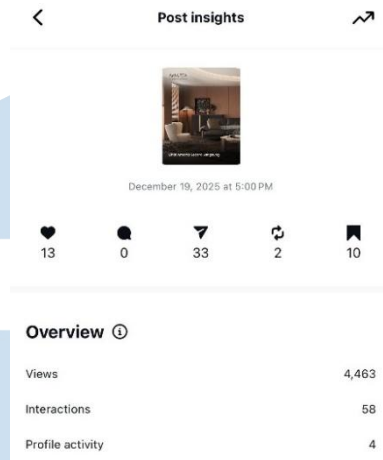 Post insights
December 19, 2025 at 5:00 PM
13 0 33 2 10
Overview
Views 4,463
Interactions 58
Profile activity 4